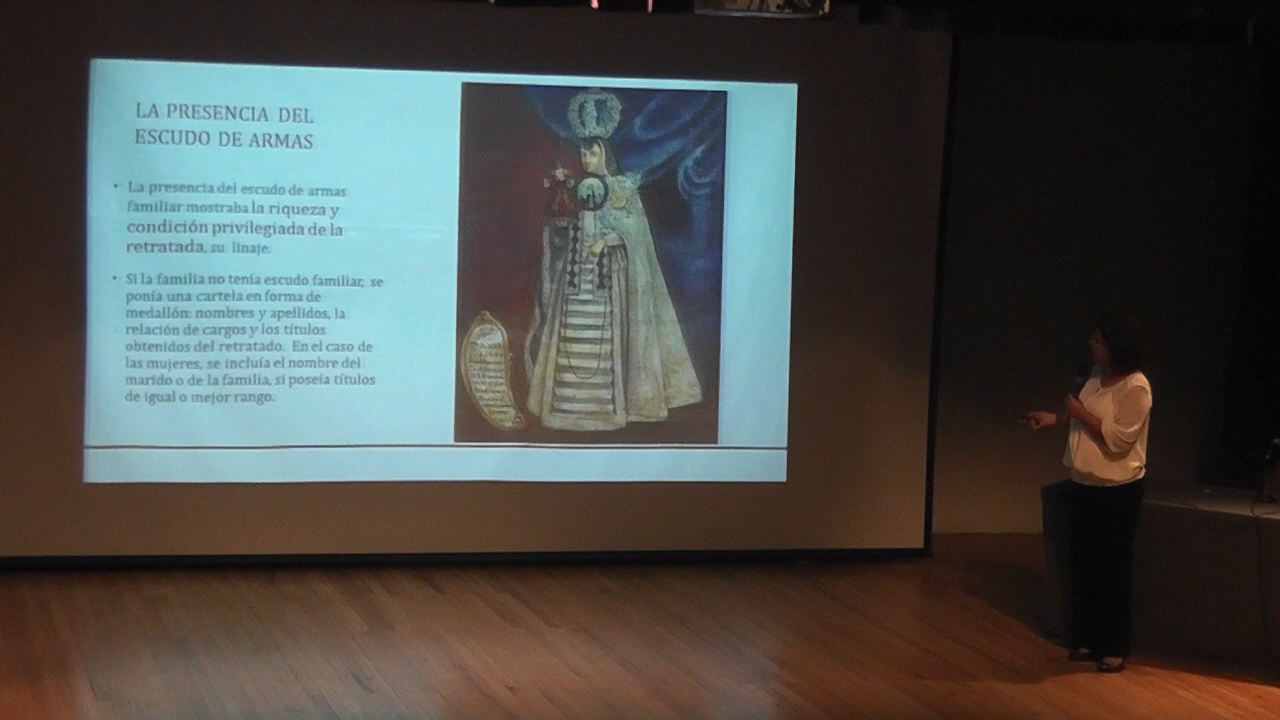 LA PRESENCIA DEL
ESCUDO DE ARMAS
• La presencia del escudo de armas
familiar mostraba la riqueza y
condición privilegiada de la
retratada, su linaje.
• Si la familia no tenía escudo familiar, se
ponía una cartela en forma de
medallón: nombres y apellidos, la
relación de cargos y los títulos
obtenidos del retratado. En el caso de
las mujeres, se incluía el nombre del
marido o de la familia, si poseía títulos
de igual o mejor rango.